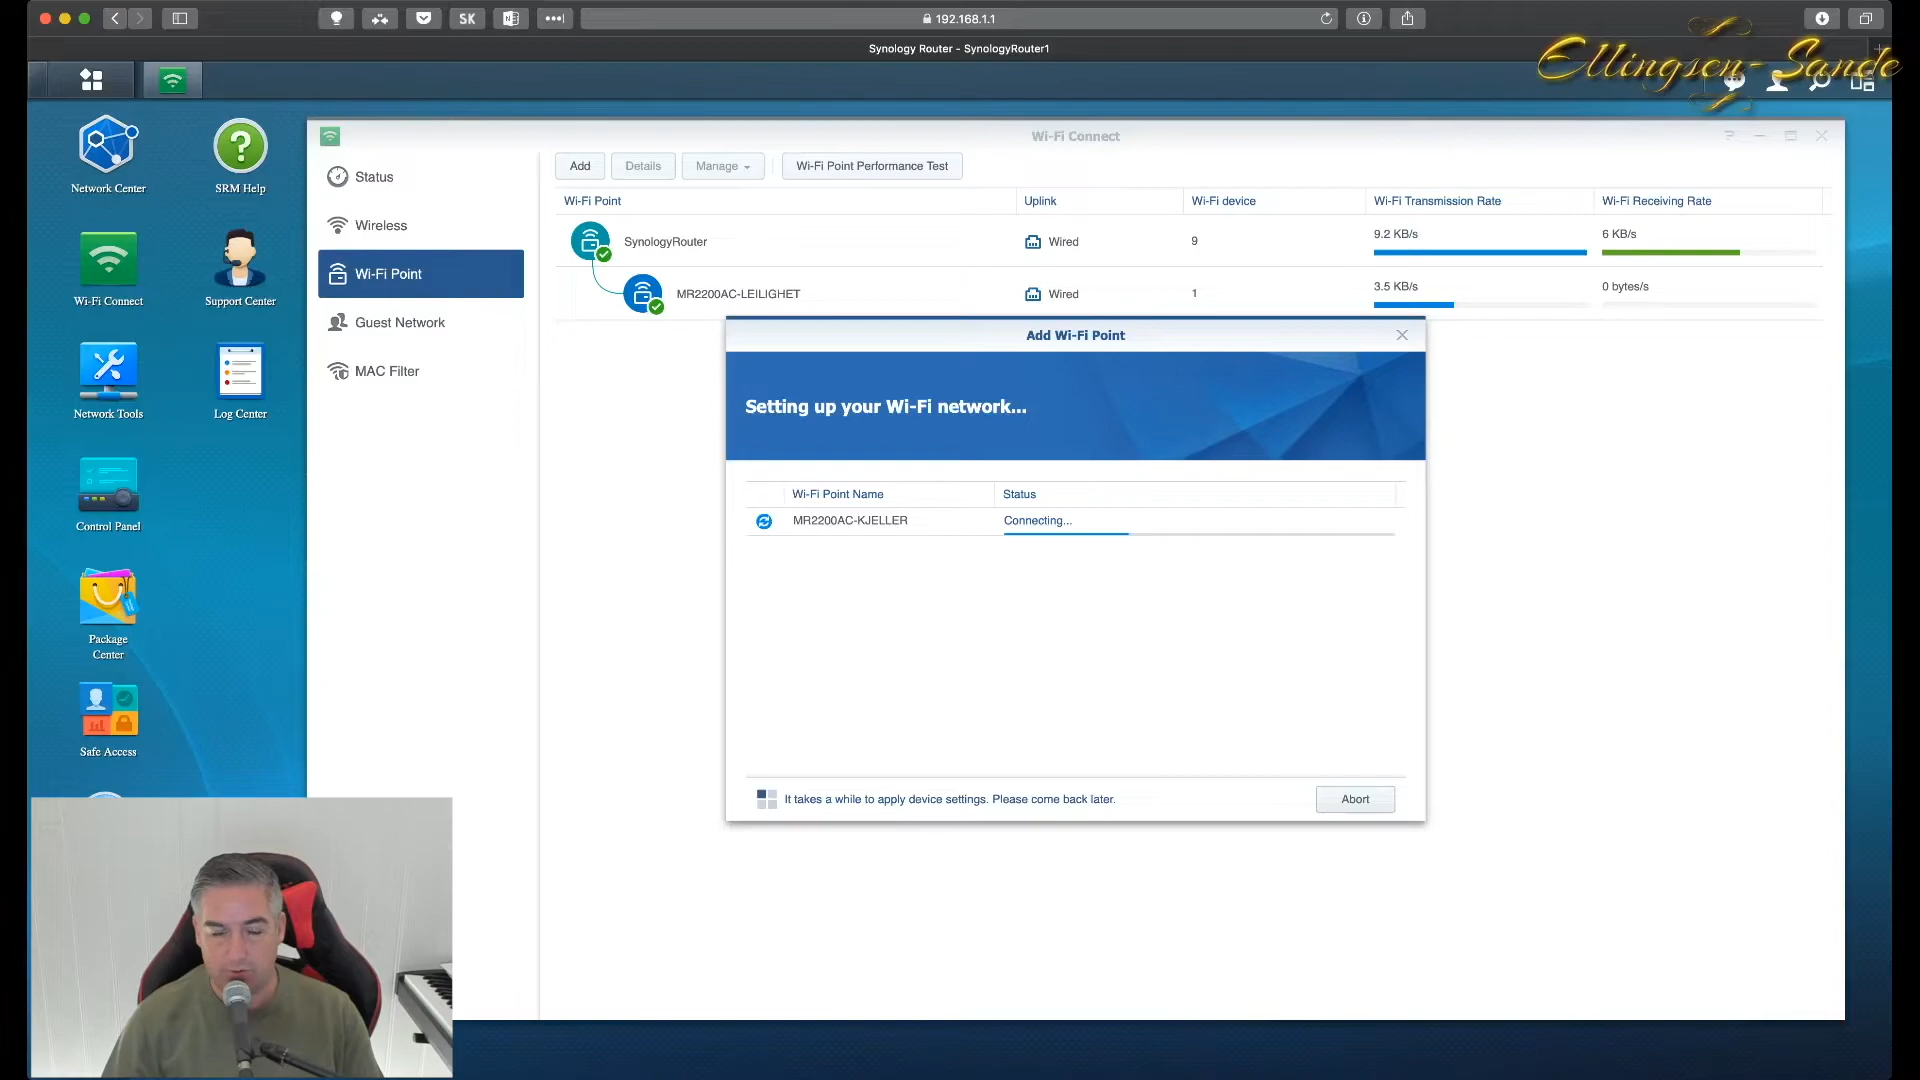 SK
192.168.1.1
Synology Router - SynologyRouter1
Ellingsen-Sande
Network Center
SRM Help
Wi-Fi Connect
Support Center
Network Tools
Log Center
Control Panel
Package
Center
Safe Access
Wi-Fi Connect
Status
Wireless
Wi-Fi Point
Guest Network
MAC Filter
Add
Details
Manage
Wi-Fi Point Performance Test
Wi-Fi Point
Uplink
Wi-Fi device
Wi-Fi Transmission Rate
Wi-Fi Receiving Rate
SynologyRouter
Wired
9
9.2 KB/s
6 KB/s
MR2200AC-LEILIGHET
Wired
1
3.5 KB/s
0 bytes/s
Add Wi-Fi Point
Setting up your Wi-Fi network...
Wi-Fi Point Name
Status
MR2200AC-KJELLER
Connecting...
It takes a while to apply device settings. Please come back later.
Abort